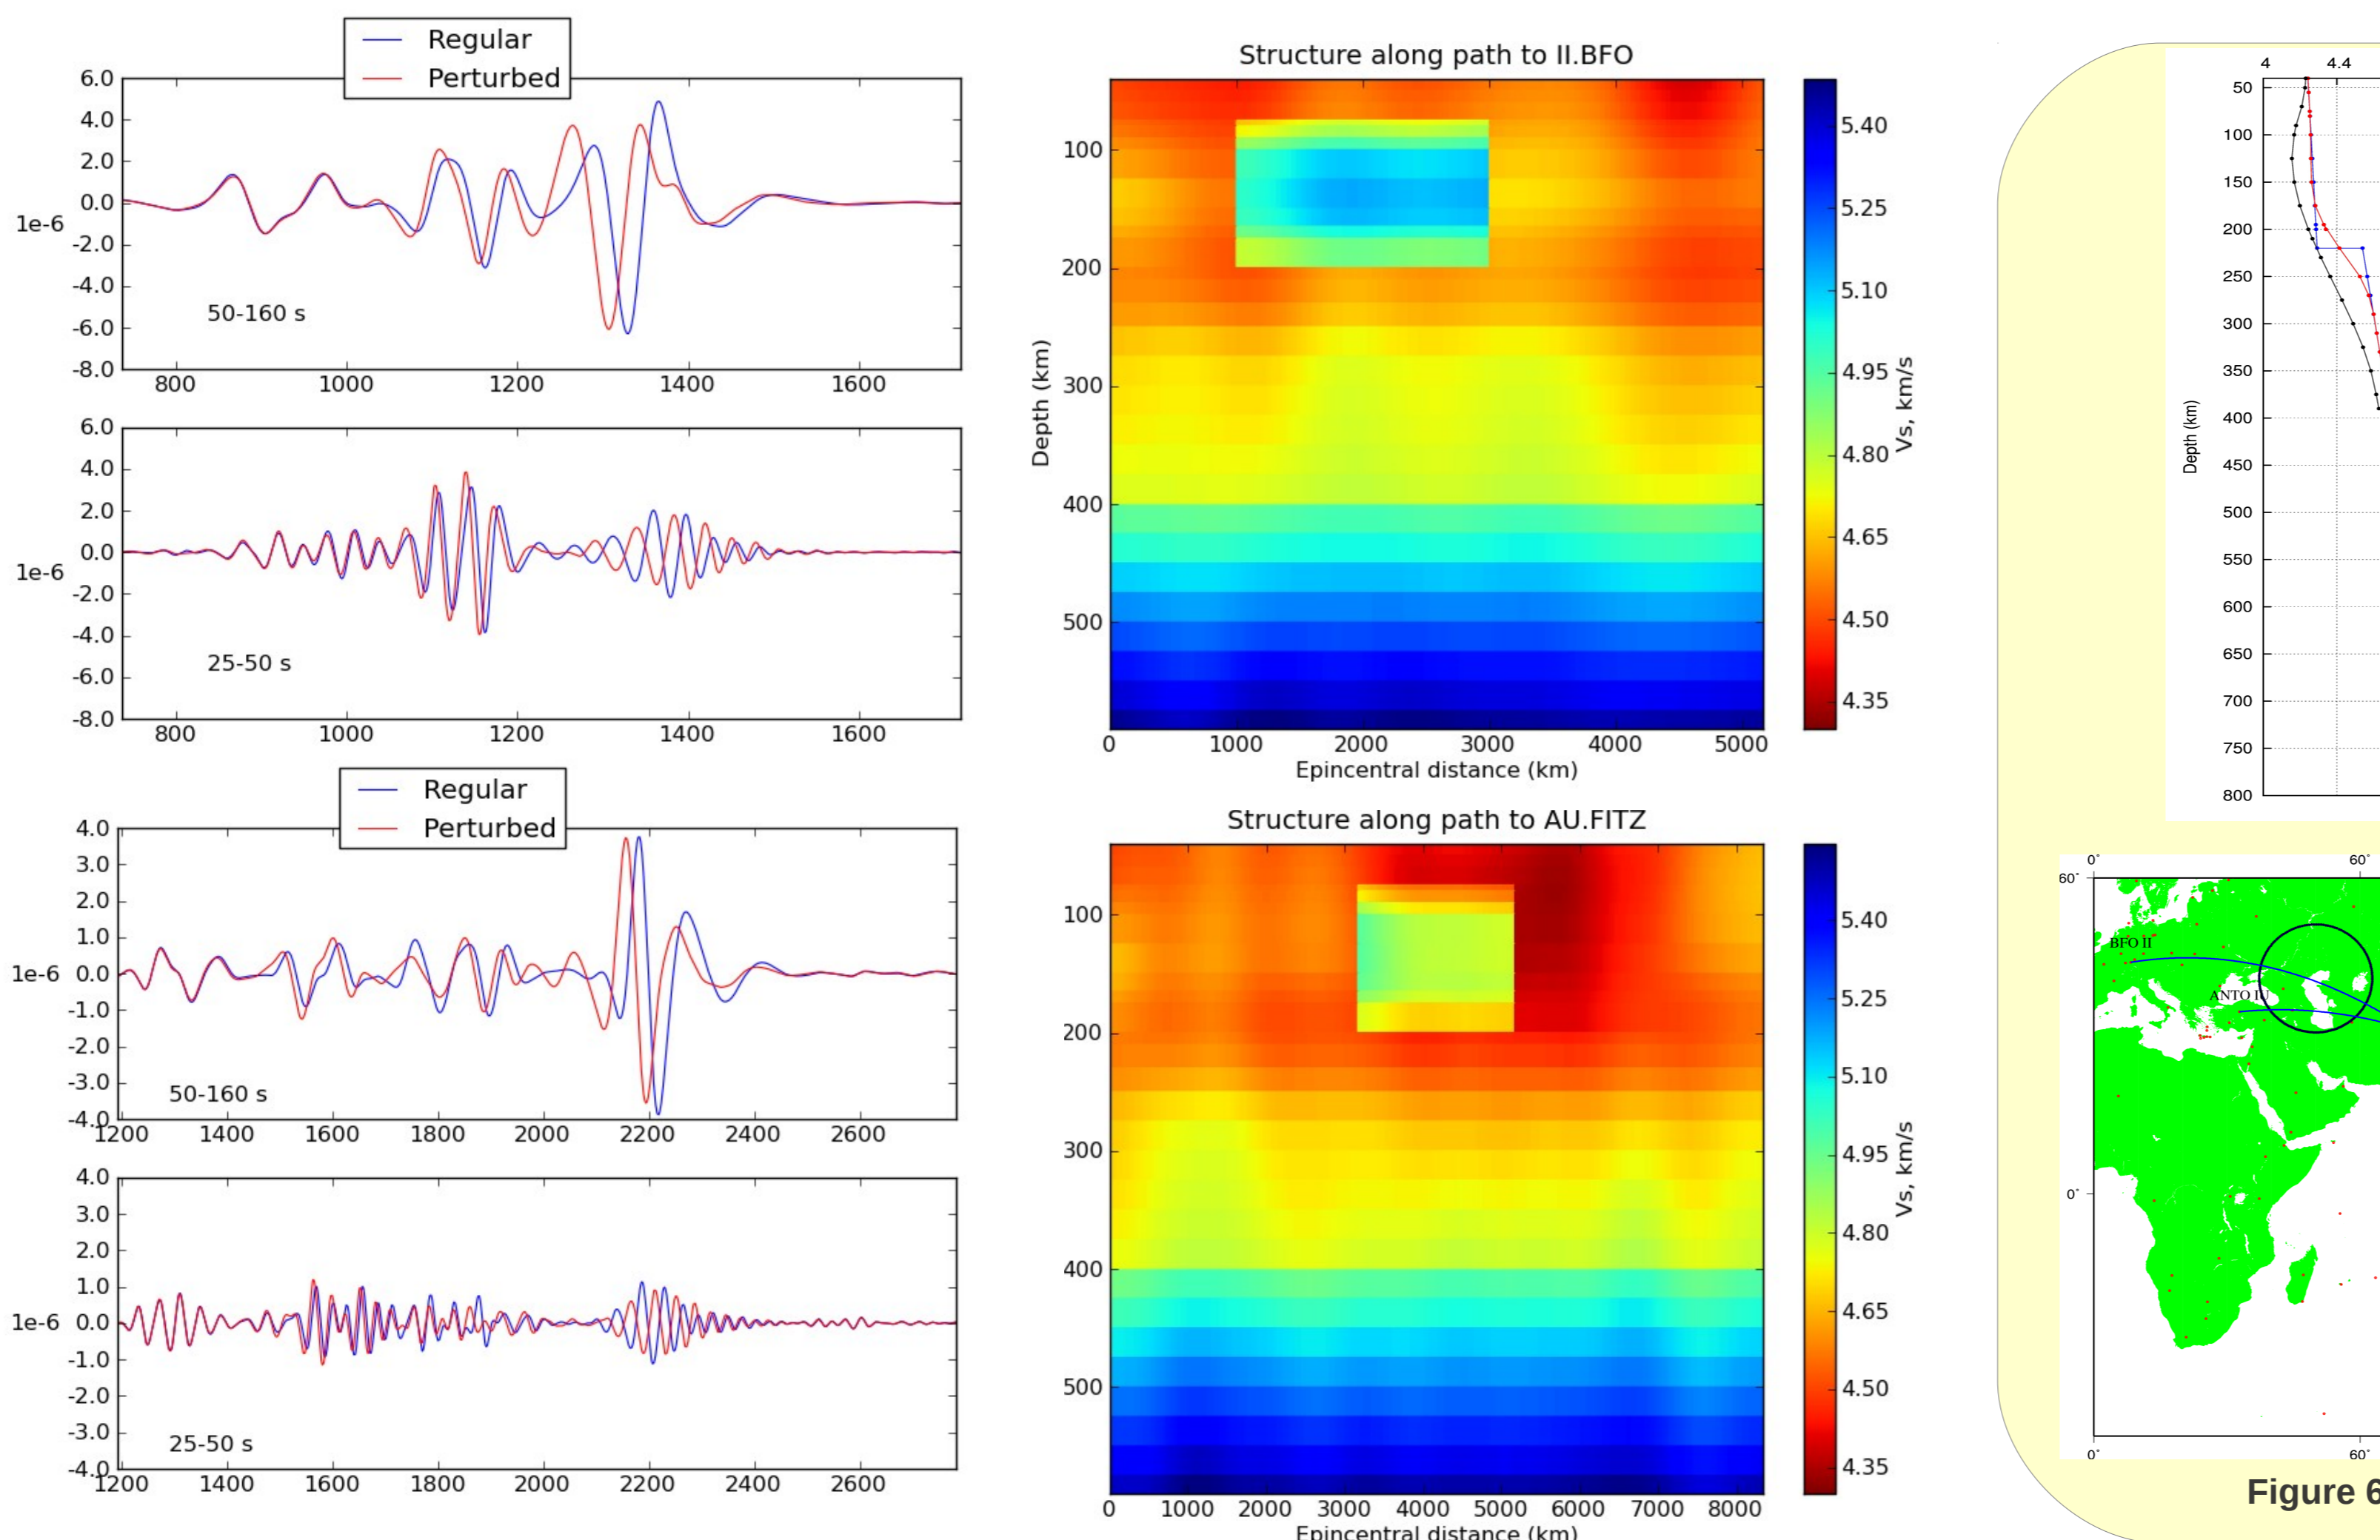 Regular
Perturbed
6.0
4.0
2.0
0.0
1e-6
-2.0
-4.0
-6.0
-8.0
50-160 s
800 1000 1200 1400 1600
6.0
4.0
2.0
0.0
1e-6
-2.0
-4.0
-6.0
-8.0
25-50 s
800 1000 1200 1400 1600
Structure along path to II.BFO
Depth (km)
100
200
300
400
500
0 1000 2000 3000 4000 5000
Epincentral distance (km)
5.40
5.25
5.10
4.95
4.80
4.65
4.50
4.35
Vs, km/s
Regular
Perturbed
4.0
3.0
2.0
1.0
1e-6 0.0
-1.0
-2.0
-3.0
-4.0
50-160 s
1200 1400 1600 1800 2000 2200 2400 2600
4.0
3.0
2.0
1.0
1e-6 0.0
-1.0
-2.0
-3.0
-4.0
25-50 s
1200 1400 1600 1800 2000 2200 2400 2600
Structure along path to AU.FITZ
100
200
300
400
500
0 1000 2000 3000 4000 5000 6000 7000 8000
Epincentral distance (km)
5.40
5.25
5.10
4.95
4.80
4.65
4.50
4.35
Vs, km/s
4 4.4
50
100
150
200
250
300
350
400
450
500
550
600
650
700
750
800
Depth (km)
0° 60°
60°
BFO II
ANTO IU
0°
0° 60°
Figure 6